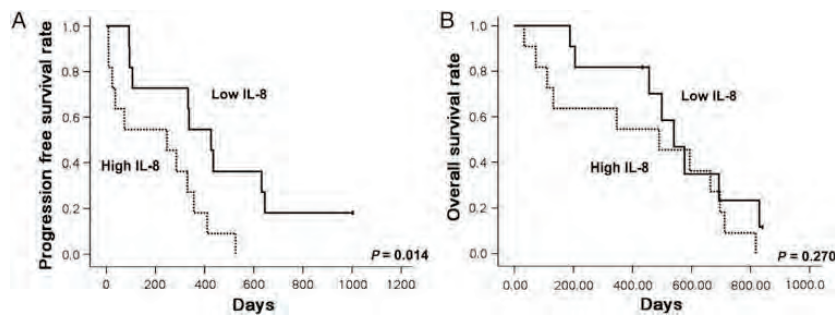 A
B
Progression free survival rate
1.0
0.8
0.6
0.4
0.2
0.0
Low IL-8
High IL-8
P = 0.014
0 200 400 600 800 1000
Days
Overall survival rate
1.0
0.8
0.6
0.4
0.2
0.0
Low IL-8
High IL-8
P = 0.270
0.00 200.00 400.00 600.00 800.00 1000.0
Days